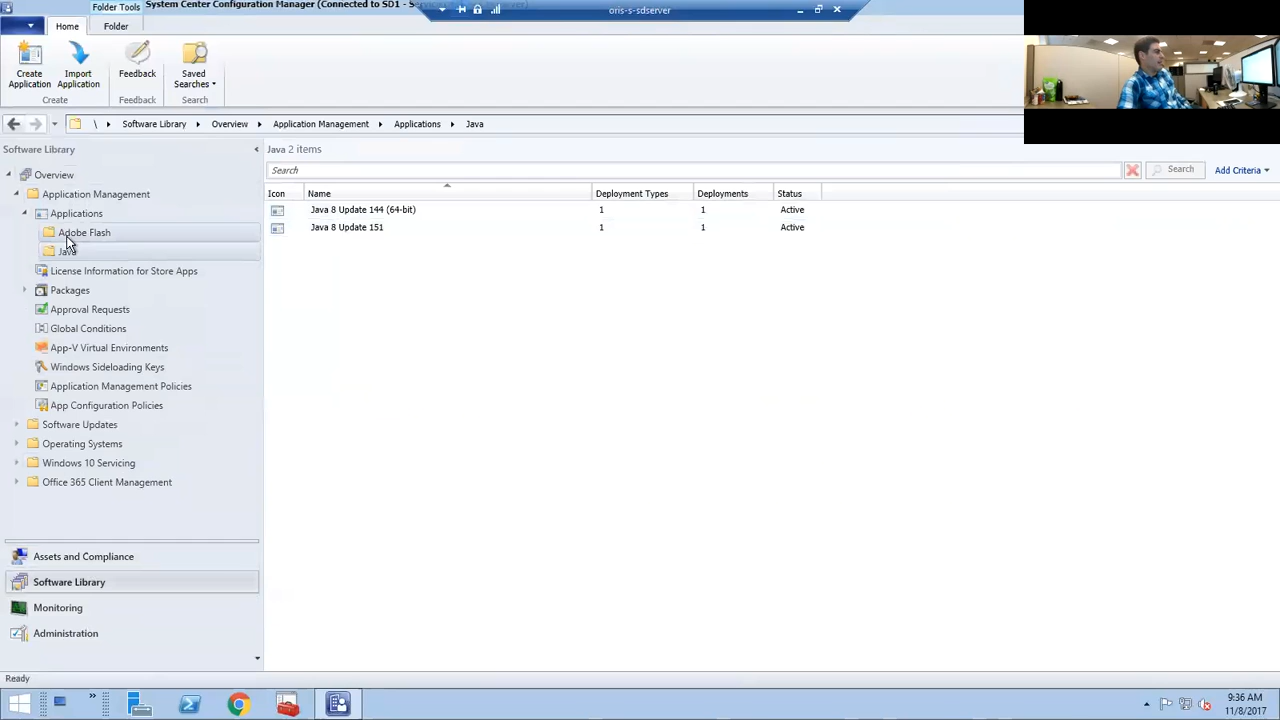 Folder Tools
System Center Configuration Manager (Connected to SD1 - Se
oris-s-sdserver
Home
Folder
Create Application
Import Application
Feedback
Saved Searches
Create
Feedback
Search
\ Software Library Overview Application Management Applications Java
Software Library
Java 2 items
Search
Search
Add Criteria
Icon Name Deployment Types Deployments Status
Java 8 Update 144 (64-bit) 1 1 Active
Java 8 Update 151 1 1 Active
Overview
Application Management
Applications
Adobe Flash
Java
License Information for Store Apps
Packages
Approval Requests
Global Conditions
App-V Virtual Environments
Windows Sideloading Keys
Application Management Policies
App Configuration Policies
Software Updates
Operating Systems
Windows 10 Servicing
Office 365 Client Management
Assets and Compliance
Software Library
Monitoring
Administration
Ready
9:36 AM
11/8/2017